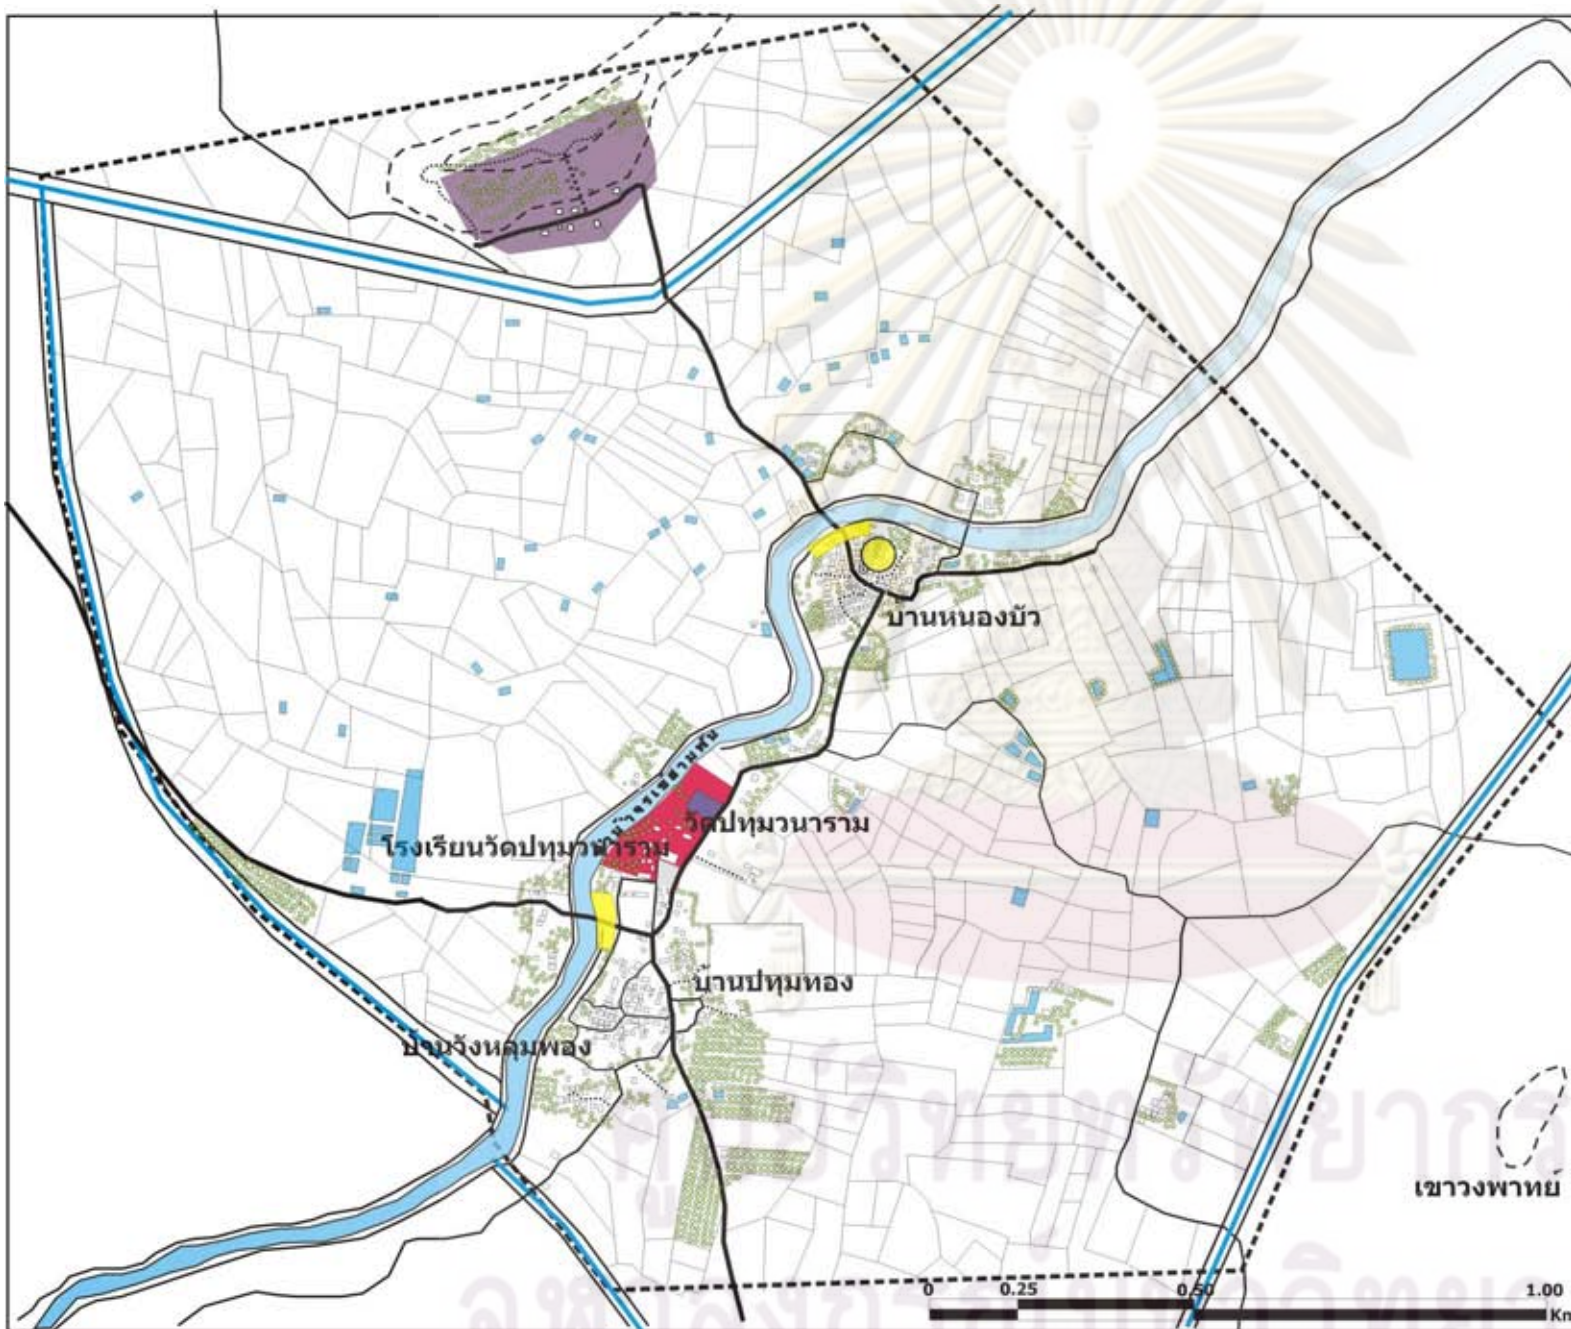 บานหนองบัว
วัดปทุมวนาราม
โรงเรียนวัดปทุมวนาราม
บ้านปทุมทอง
บ้านวังหลุมพอง
เขาวงพาทย์
0 0.25 0.50 1.00
Km